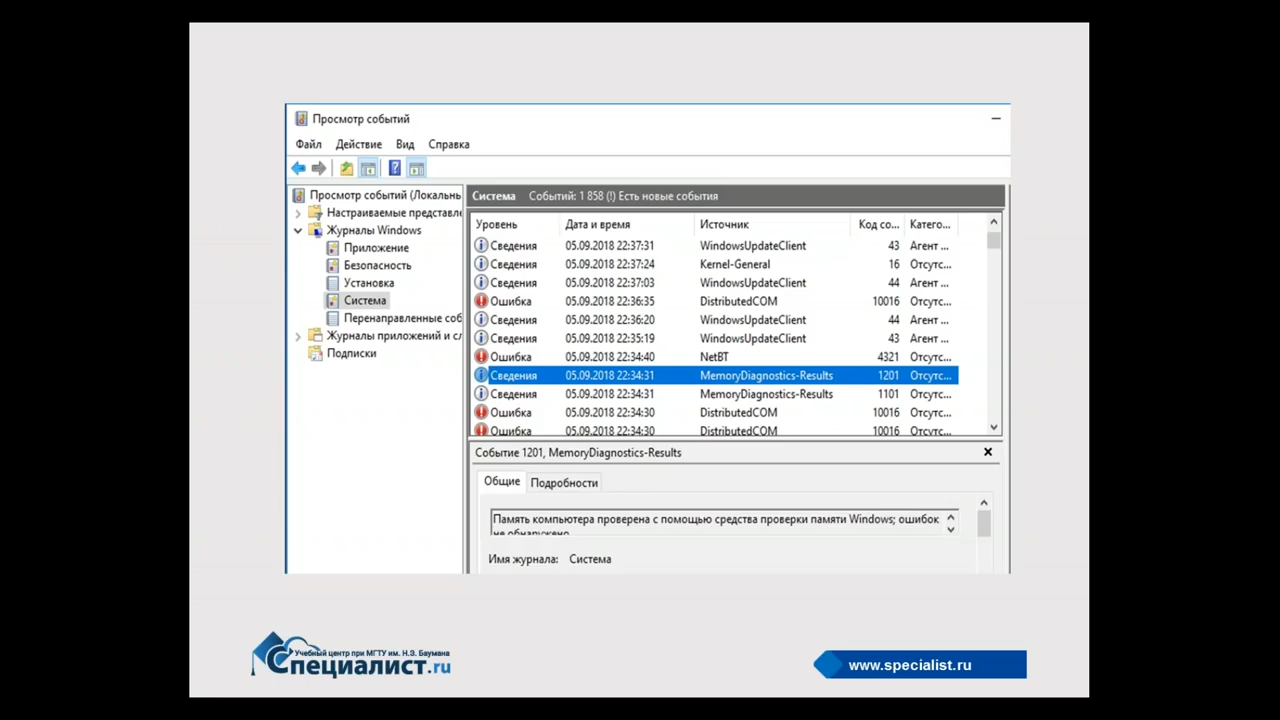 Просмотр событий
Файл Действие Вид Справка
Просмотр событий (Локальнь
Настраиваемые представле
Журналы Windows
Приложение
Безопасность
Установка
Система
Перенаправленные соб
Журналы приложений и сл
Подписки
Система Событий: 1 858 (!) Есть новые события
Уровень Дата и время Источник Код со... Катего...
Сведения 05.09.2018 22:37:31 WindowsUpdateClient 43 Агент ...
Сведения 05.09.2018 22:37:24 Kernel-General 16 Отсутс...
Сведения 05.09.2018 22:37:03 WindowsUpdateClient 44 Агент ...
Ошибка 05.09.2018 22:36:35 DistributedCOM 10016 Отсутс...
Сведения 05.09.2018 22:36:20 WindowsUpdateClient 44 Агент ...
Сведения 05.09.2018 22:35:19 WindowsUpdateClient 43 Агент ...
Ошибка 05.09.2018 22:34:40 NetBT 4321 Отсутс...
Сведения 05.09.2018 22:34:31 MemoryDiagnostics-Results 1201 Отсутс...
Сведения 05.09.2018 22:34:31 MemoryDiagnostics-Results 1101 Отсутс...
Ошибка 05.09.2018 22:34:30 DistributedCOM 10016 Отсутс...
Ошибка 05.09.2018 22:34:30 DistributedCOM 10016 Отсутс...
Событие 1201, MemoryDiagnostics-Results
Общие Подробности
Память компьютера проверена с помощью средства проверки памяти Windows; ошибок
не обнаружено
Имя журнала: Система
Учебный центр при МГТУ им. Н.Э. Баумана
Специалист.ru
www.specialist.ru